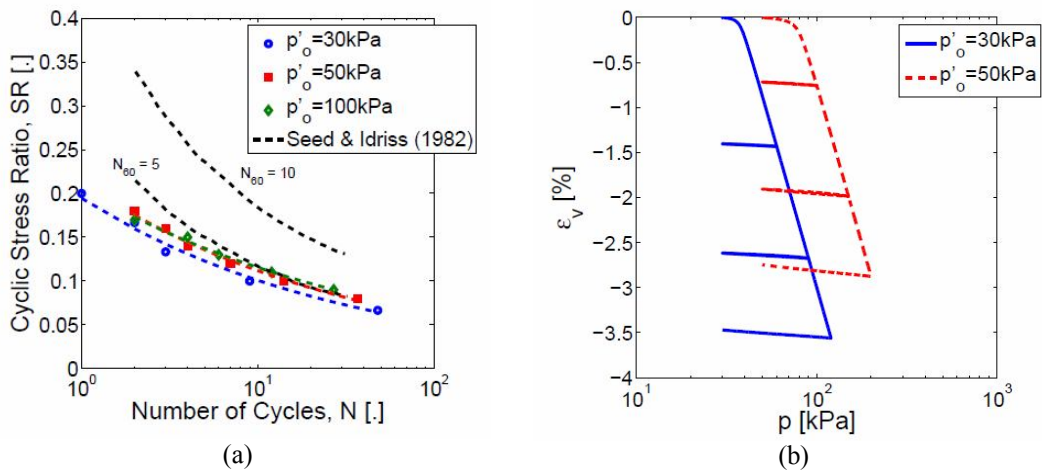 0.4
0.35
0.3
0.25
0.2
0.15
0.1
0.05
0
Cyclic Stress Ratio, SR [.]
p'o=30kPa
p'o=50kPa
p'o=100kPa
Seed & Idriss (1982)
N60 = 5
N60 = 10
10^0
10^1
10^2
Number of Cycles, N [.]
(a)
0
−0.5
−1
−1.5
−2
−2.5
−3
−3.5
−4
εv [%]
p'o=30kPa
p'o=50kPa
10^1
10^2
10^3
p [kPa]
(b)